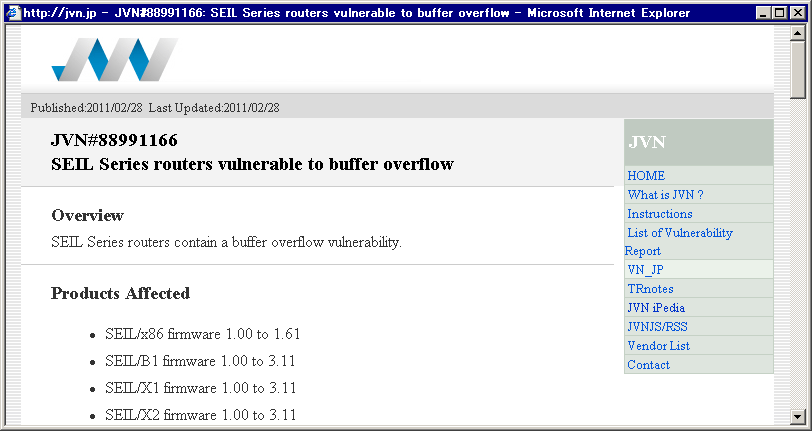 http://jvn.jp - JVN#88991166: SEIL Series routers vulnerable to buffer overflow - Microsoft Internet Explorer
JVN
Published:2011/02/28 Last Updated:2011/02/28
JVN#88991166
SEIL Series routers vulnerable to buffer overflow
Overview
SEIL Series routers contain a buffer overflow vulnerability.
Products Affected
SEIL/x86 firmware 1.00 to 1.61
SEIL/B1 firmware 1.00 to 3.11
SEIL/X1 firmware 1.00 to 3.11
SEIL/X2 firmware 1.00 to 3.11
JVN
HOME
What is JVN ?
Instructions
List of Vulnerability
Report
VN_JP
TRnotes
JVN iPedia
JVNJS/RSS
Vendor List
Contact